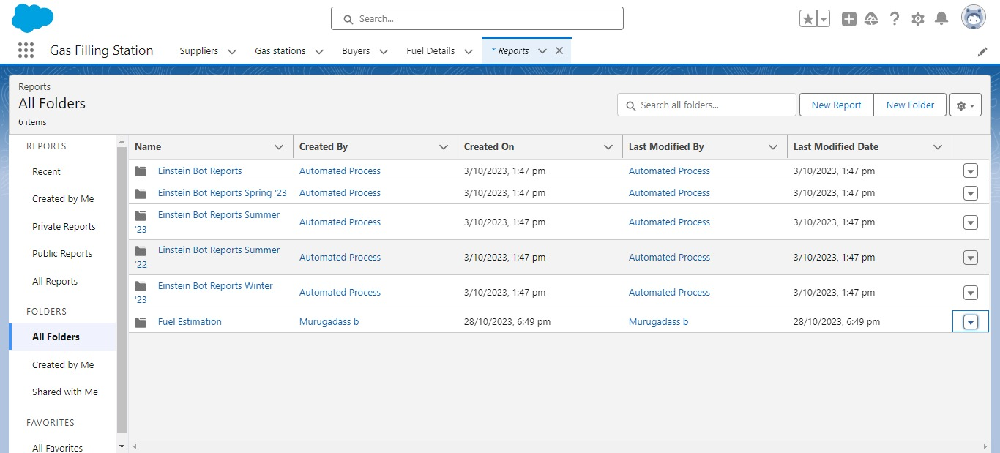 Search...
Gas Filling Station
Suppliers
Gas stations
Buyers
Fuel Details
* Reports
Reports
All Folders
6 items
Search all folders...
New Report
New Folder
REPORTS
Recent
Created by Me
Private Reports
Public Reports
All Reports
FOLDERS
All Folders
Created by Me
Shared with Me
FAVORITES
All Favorites
Name Created By Created On Last Modified By Last Modified Date
Einstein Bot Reports Automated Process 3/10/2023, 1:47 pm Automated Process 3/10/2023, 1:47 pm
Einstein Bot Reports Spring '23 Automated Process 3/10/2023, 1:47 pm Automated Process 3/10/2023, 1:47 pm
Einstein Bot Reports Summer
'23 Automated Process 3/10/2023, 1:47 pm Automated Process 3/10/2023, 1:47 pm
Einstein Bot Reports Summer
'22 Automated Process 3/10/2023, 1:47 pm Automated Process 3/10/2023, 1:47 pm
Einstein Bot Reports Winter
'23 Automated Process 3/10/2023, 1:47 pm Automated Process 3/10/2023, 1:47 pm
Fuel Estimation Murugadass b 28/10/2023, 6:49 pm Murugadass b 28/10/2023, 6:49 pm